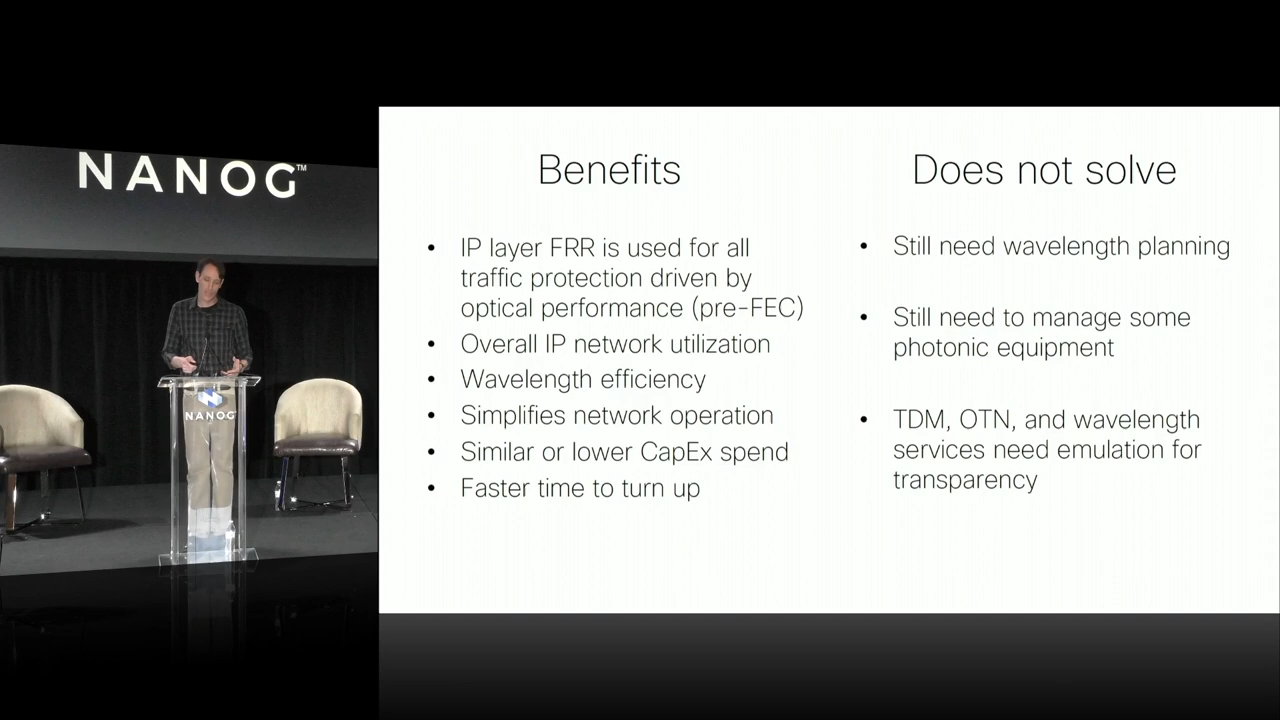 NANOG™
NANOG
Benefits
• IP layer FRR is used for all
traffic protection driven by
optical performance (pre-FEC)
• Overall IP network utilization
• Wavelength efficiency
• Simplifies network operation
• Similar or lower CapEx spend
• Faster time to turn up
Does not solve
• Still need wavelength planning
• Still need to manage some
photonic equipment
• TDM, OTN, and wavelength
services need emulation for
transparency